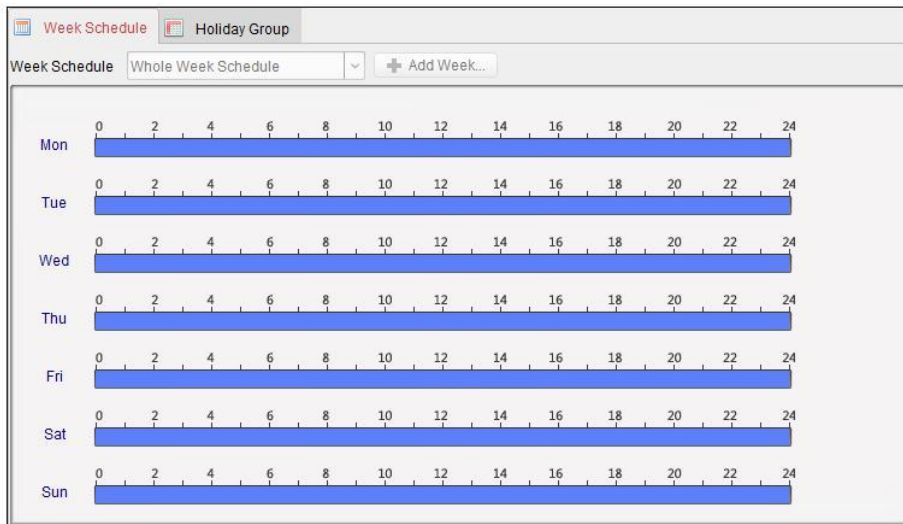 Week Schedule Holiday Group
Week Schedule Whole Week Schedule Add Week...
0 2 4 6 8 10 12 14 16 18 20 22 24
Mon
0 2 4 6 8 10 12 14 16 18 20 22 24
Tue
0 2 4 6 8 10 12 14 16 18 20 22 24
Wed
0 2 4 6 8 10 12 14 16 18 20 22 24
Thu
0 2 4 6 8 10 12 14 16 18 20 22 24
Fri
0 2 4 6 8 10 12 14 16 18 20 22 24
Sat
0 2 4 6 8 10 12 14 16 18 20 22 24
Sun